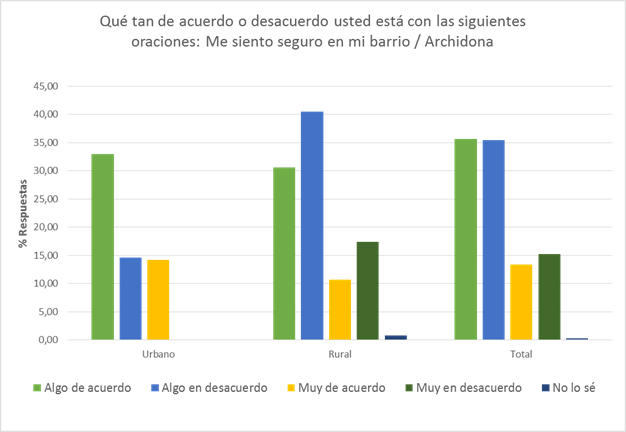 Qué tan de acuerdo o desacuerdo usted está con las siguientes
oraciones: Me siento seguro en mi barrio / Archidona
45,00
40,00
35,00
30,00
25,00
20,00
15,00
10,00
5,00
0,00
% Respuestas
Urbano Rural Total
Algo de acuerdo Algo en desacuerdo Muy de acuerdo Muy en desacuerdo No lo sé